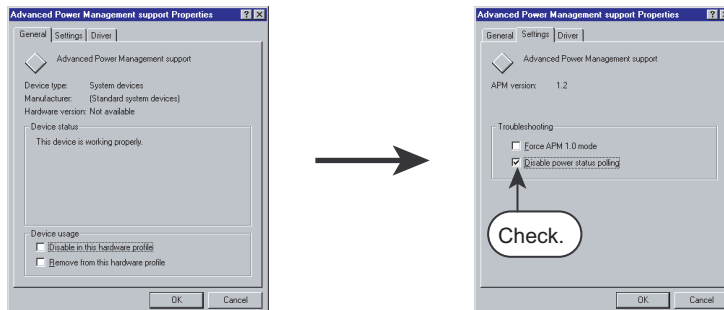 Advanced Power Management support Properties
General Settings Driver
Advanced Power Management support
Device type: System devices
Manufacturer: (Standard system devices)
Hardware version: Not available
Device status
This device is working properly.
Device usage
Disable in this hardware profile
Remove from this hardware profile
OK Cancel
Advanced Power Management support Properties
General Settings Driver
Advanced Power Management support
APM version: 1.2
Troubleshooting
Force APM 1.0 mode
Disable power status polling
Check.
OK Cancel